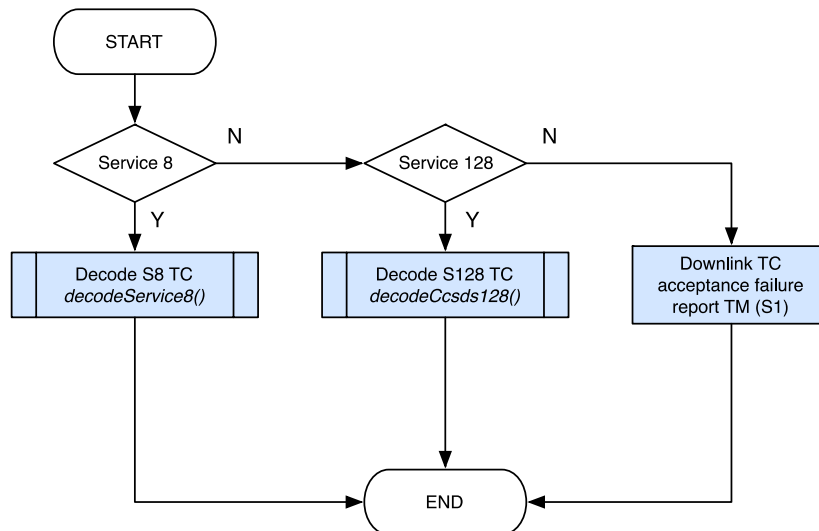 START
N
N
Service 8
Service 128
Y
Y
Decode S8 TC
decodeService8()
Decode S128 TC
decodeCcsds128()
Downlink TC
acceptance failure
report TM (S1)
END